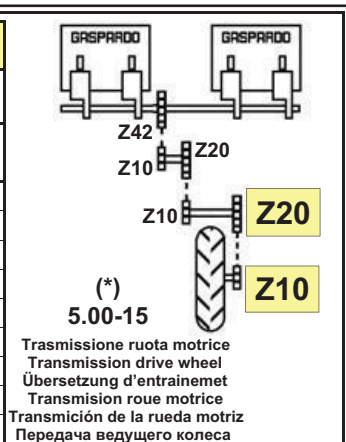 GASPARDO GASPARDO
Z42
Z10 Z20
Z10 Z20
Z10
(*)
5.00-15
Trasmissione ruota motrice
Transmission drive wheel
Übersetzung d'entrainemet
Transmision roue motrice
Transmición de la rueda motriz
Передача ведущего колеса